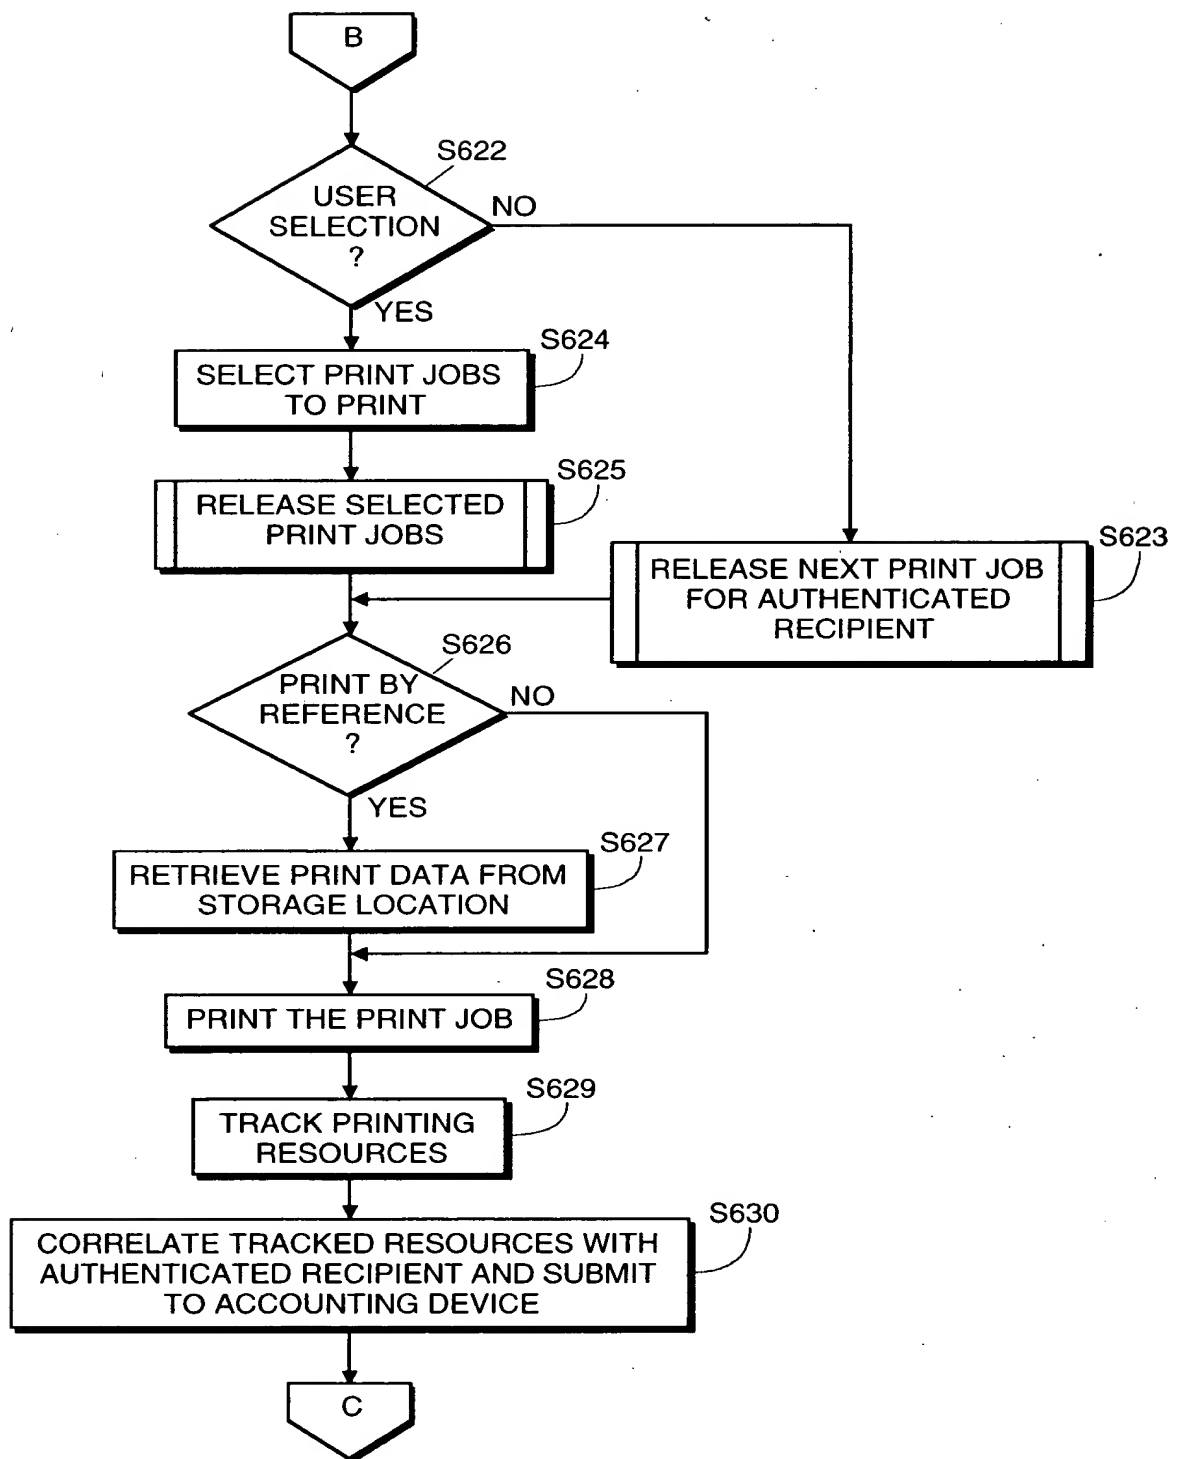 B
S622
USER
SELECTION
?
NO
YES
S624
SELECT PRINT JOBS
TO PRINT
S625
RELEASE SELECTED
PRINT JOBS
S623
RELEASE NEXT PRINT JOB
FOR AUTHENTICATED
RECIPIENT
S626
PRINT BY
REFERENCE
?
NO
YES
S627
RETRIEVE PRINT DATA FROM
STORAGE LOCATION
S628
PRINT THE PRINT JOB
S629
TRACK PRINTING
RESOURCES
S630
CORRELATE TRACKED RESOURCES WITH
AUTHENTICATED RECIPIENT AND SUBMIT
TO ACCOUNTING DEVICE
C